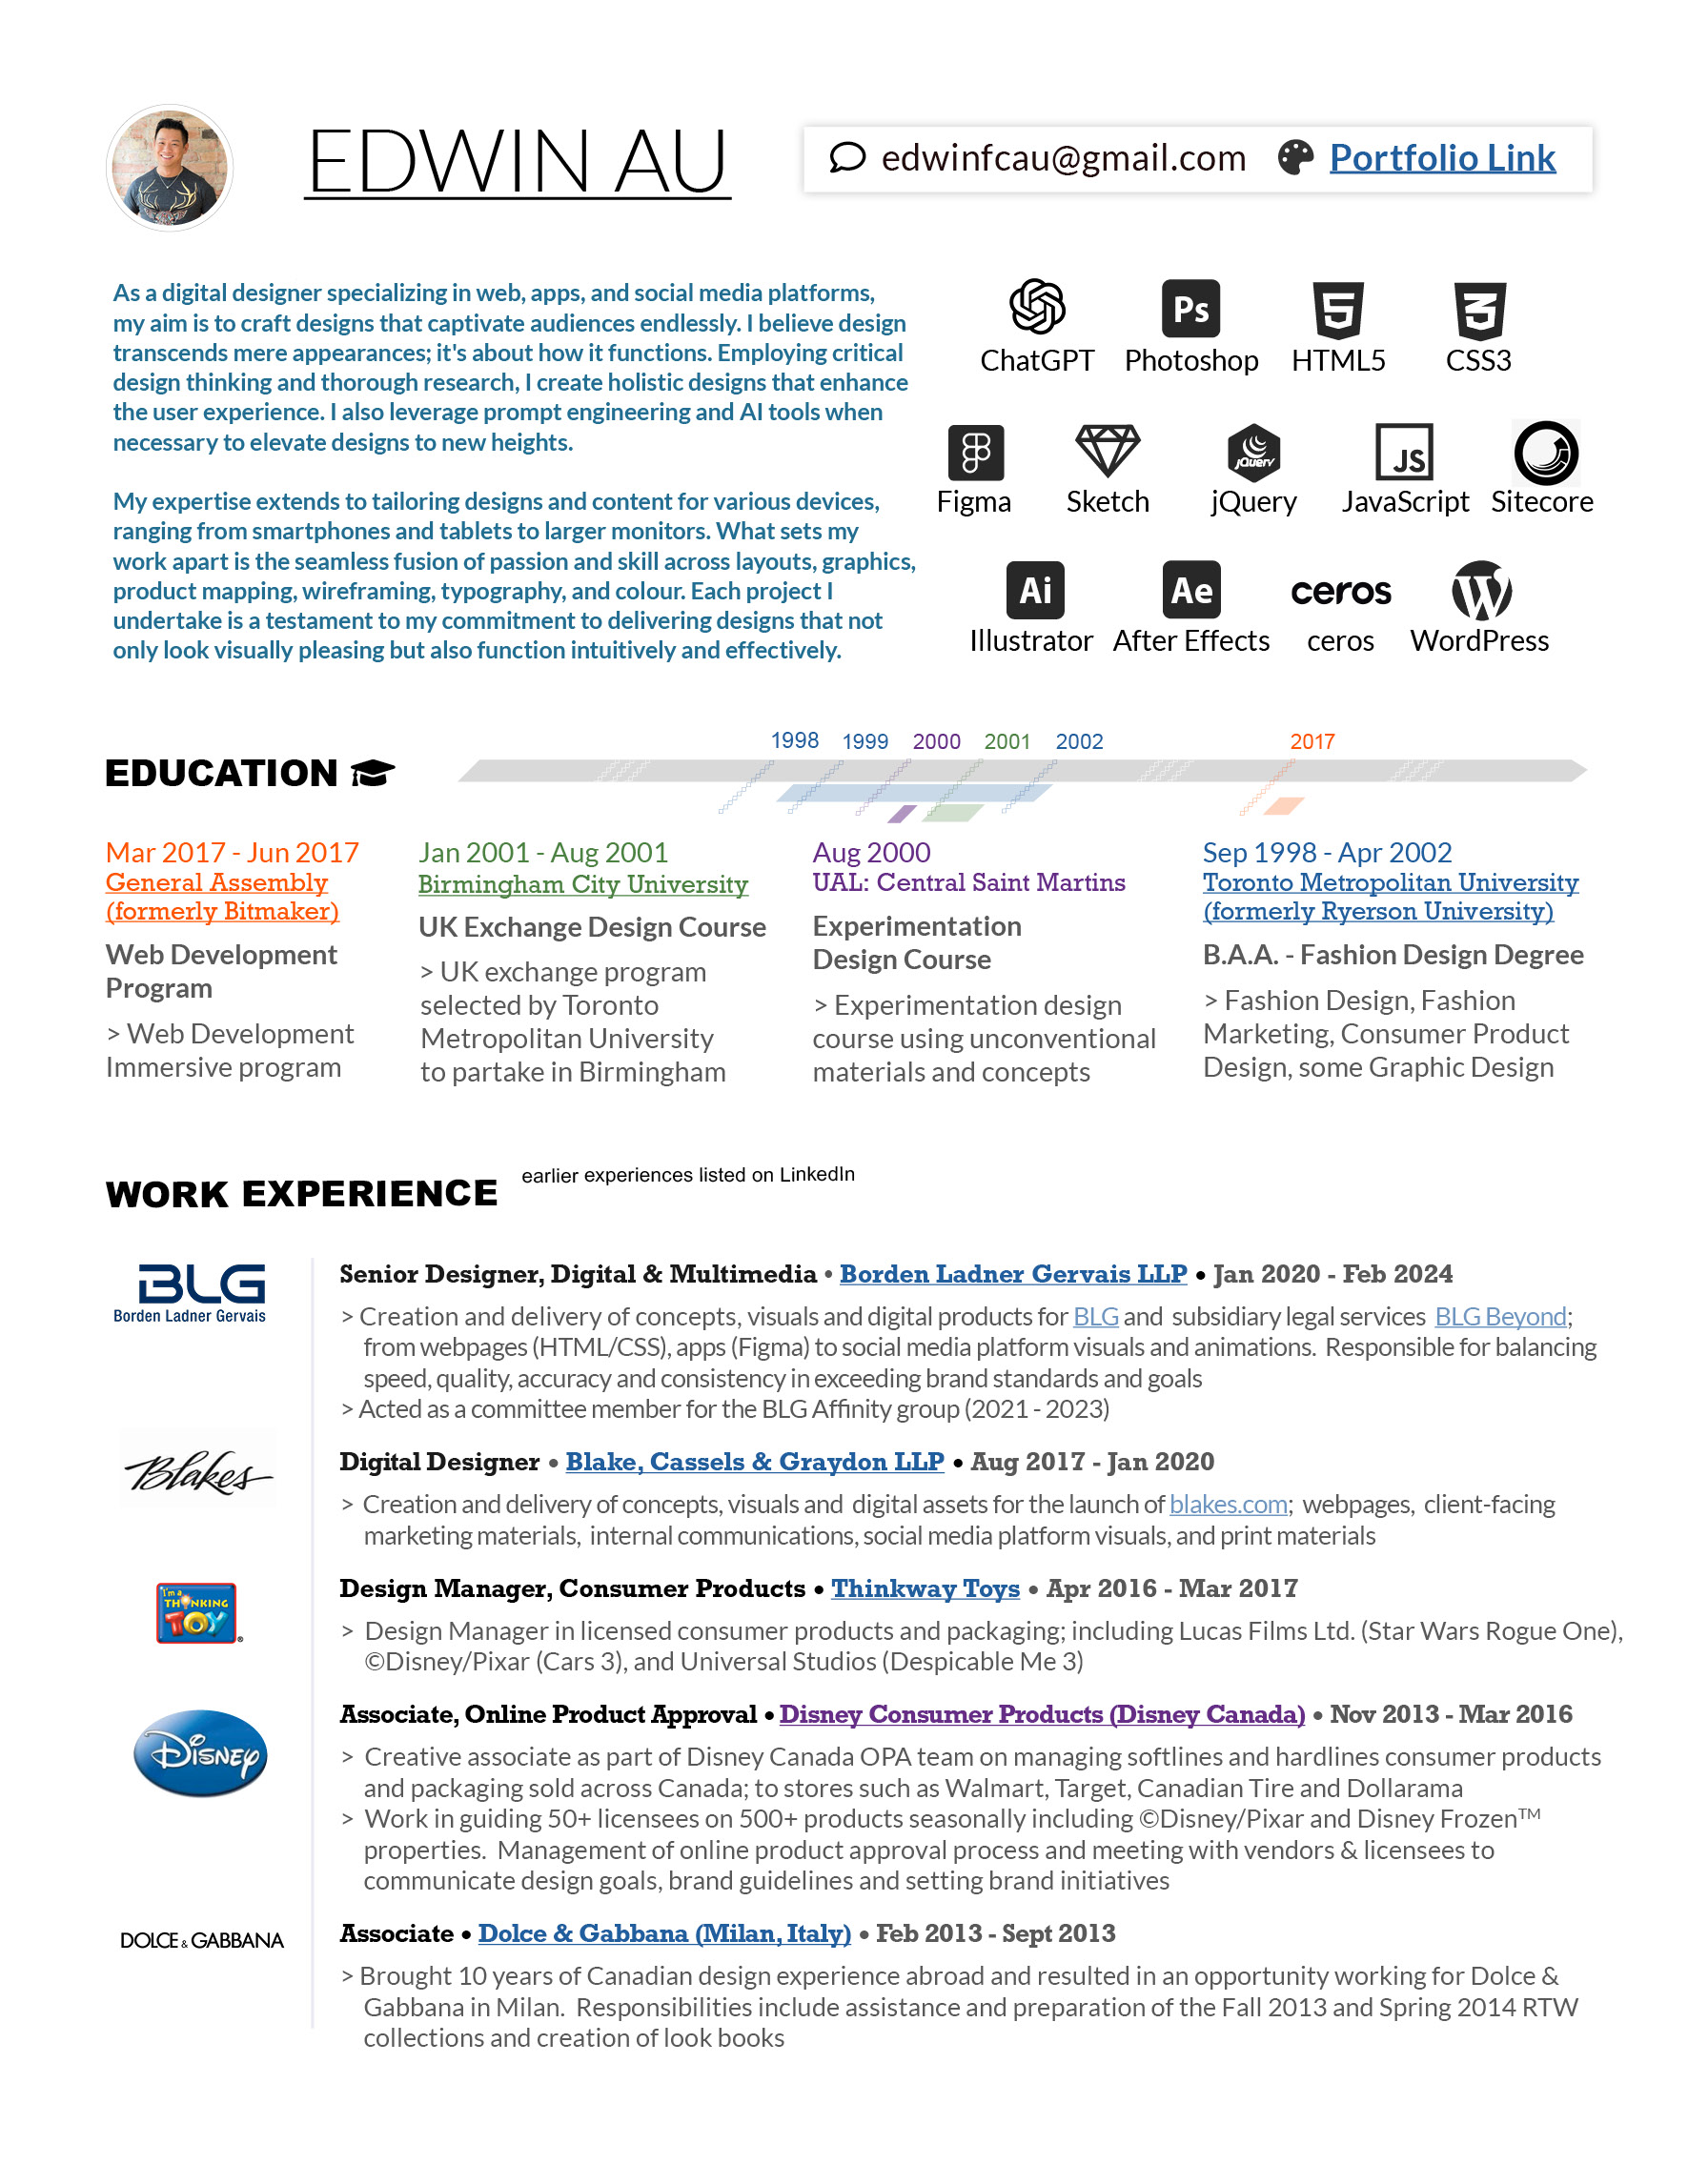 EDWIN AU
edwinfcau@gmail.com Portfolio Link
As a digital designer specializing in web, apps, and social media platforms,
my aim is to craft designs that captivate audiences endlessly. I believe design
transcends mere appearances; it's about how it functions. Employing critical
design thinking and thorough research, I create holistic designs that enhance
the user experience. I also leverage prompt engineering and AI tools when
necessary to elevate designs to new heights.
My expertise extends to tailoring designs and content for various devices,
ranging from smartphones and tablets to larger monitors. What sets my
work apart is the seamless fusion of passion and skill across layouts, graphics,
product mapping, wireframing, typography, and colour. Each project I
undertake is a testament to my commitment to delivering designs that not
only look visually pleasing but also function intuitively and effectively.
Ps 5 3
ChatGPT Photoshop HTML5 CSS3
jQuery JS
Figma Sketch jQuery JavaScript Sitecore
Ai Ae ceros W
Illustrator After Effects ceros WordPress
EDUCATION
1998 1999 2000 2001 2002 2017
Mar 2017 - Jun 2017
General Assembly
(formerly Bitmaker)
Web Development
Program
> Web Development
Immersive program
Jan 2001 - Aug 2001
Birmingham City University
UK Exchange Design Course
> UK exchange program
selected by Toronto
Metropolitan University
to partake in Birmingham
Aug 2000
UAL: Central Saint Martins
Experimentation
Design Course
> Experimentation design
course using unconventional
materials and concepts
Sep 1998 - Apr 2002
Toronto Metropolitan University
(formerly Ryerson University)
B.A.A. - Fashion Design Degree
> Fashion Design, Fashion
Marketing, Consumer Product
Design, some Graphic Design
WORK EXPERIENCE earlier experiences listed on LinkedIn
BLG
Borden Ladner Gervais
Senior Designer, Digital & Multimedia • Borden Ladner Gervais LLP • Jan 2020 - Feb 2024
> Creation and delivery of concepts, visuals and digital products for BLG and subsidiary legal services BLG Beyond;
from webpages (HTML/CSS), apps (Figma) to social media platform visuals and animations. Responsible for balancing
speed, quality, accuracy and consistency in exceeding brand standards and goals
> Acted as a committee member for the BLG Affinity group (2021 - 2023)
Blakes
Digital Designer • Blake, Cassels & Graydon LLP • Aug 2017 - Jan 2020
> Creation and delivery of concepts, visuals and digital assets for the launch of blakes.com; webpages, client-facing
marketing materials, internal communications, social media platform visuals, and print materials
I'm a
THINKING
TOY®
Design Manager, Consumer Products • Thinkway Toys • Apr 2016 - Mar 2017
> Design Manager in licensed consumer products and packaging; including Lucas Films Ltd. (Star Wars Rogue One),
©Disney/Pixar (Cars 3), and Universal Studios (Despicable Me 3)
DISNEY
Associate, Online Product Approval • Disney Consumer Products (Disney Canada) • Nov 2013 - Mar 2016
> Creative associate as part of Disney Canada OPA team on managing softlines and hardlines consumer products
and packaging sold across Canada; to stores such as Walmart, Target, Canadian Tire and Dollarama
> Work in guiding 50+ licensees on 500+ products seasonally including ©Disney/Pixar and Disney Frozen™
properties. Management of online product approval process and meeting with vendors & licensees to
communicate design goals, brand guidelines and setting brand initiatives
DOLCE & GABBANA
Associate • Dolce & Gabbana (Milan, Italy) • Feb 2013 - Sept 2013
> Brought 10 years of Canadian design experience abroad and resulted in an opportunity working for Dolce &
Gabbana in Milan. Responsibilities include assistance and preparation of the Fall 2013 and Spring 2014 RTW
collections and creation of look books